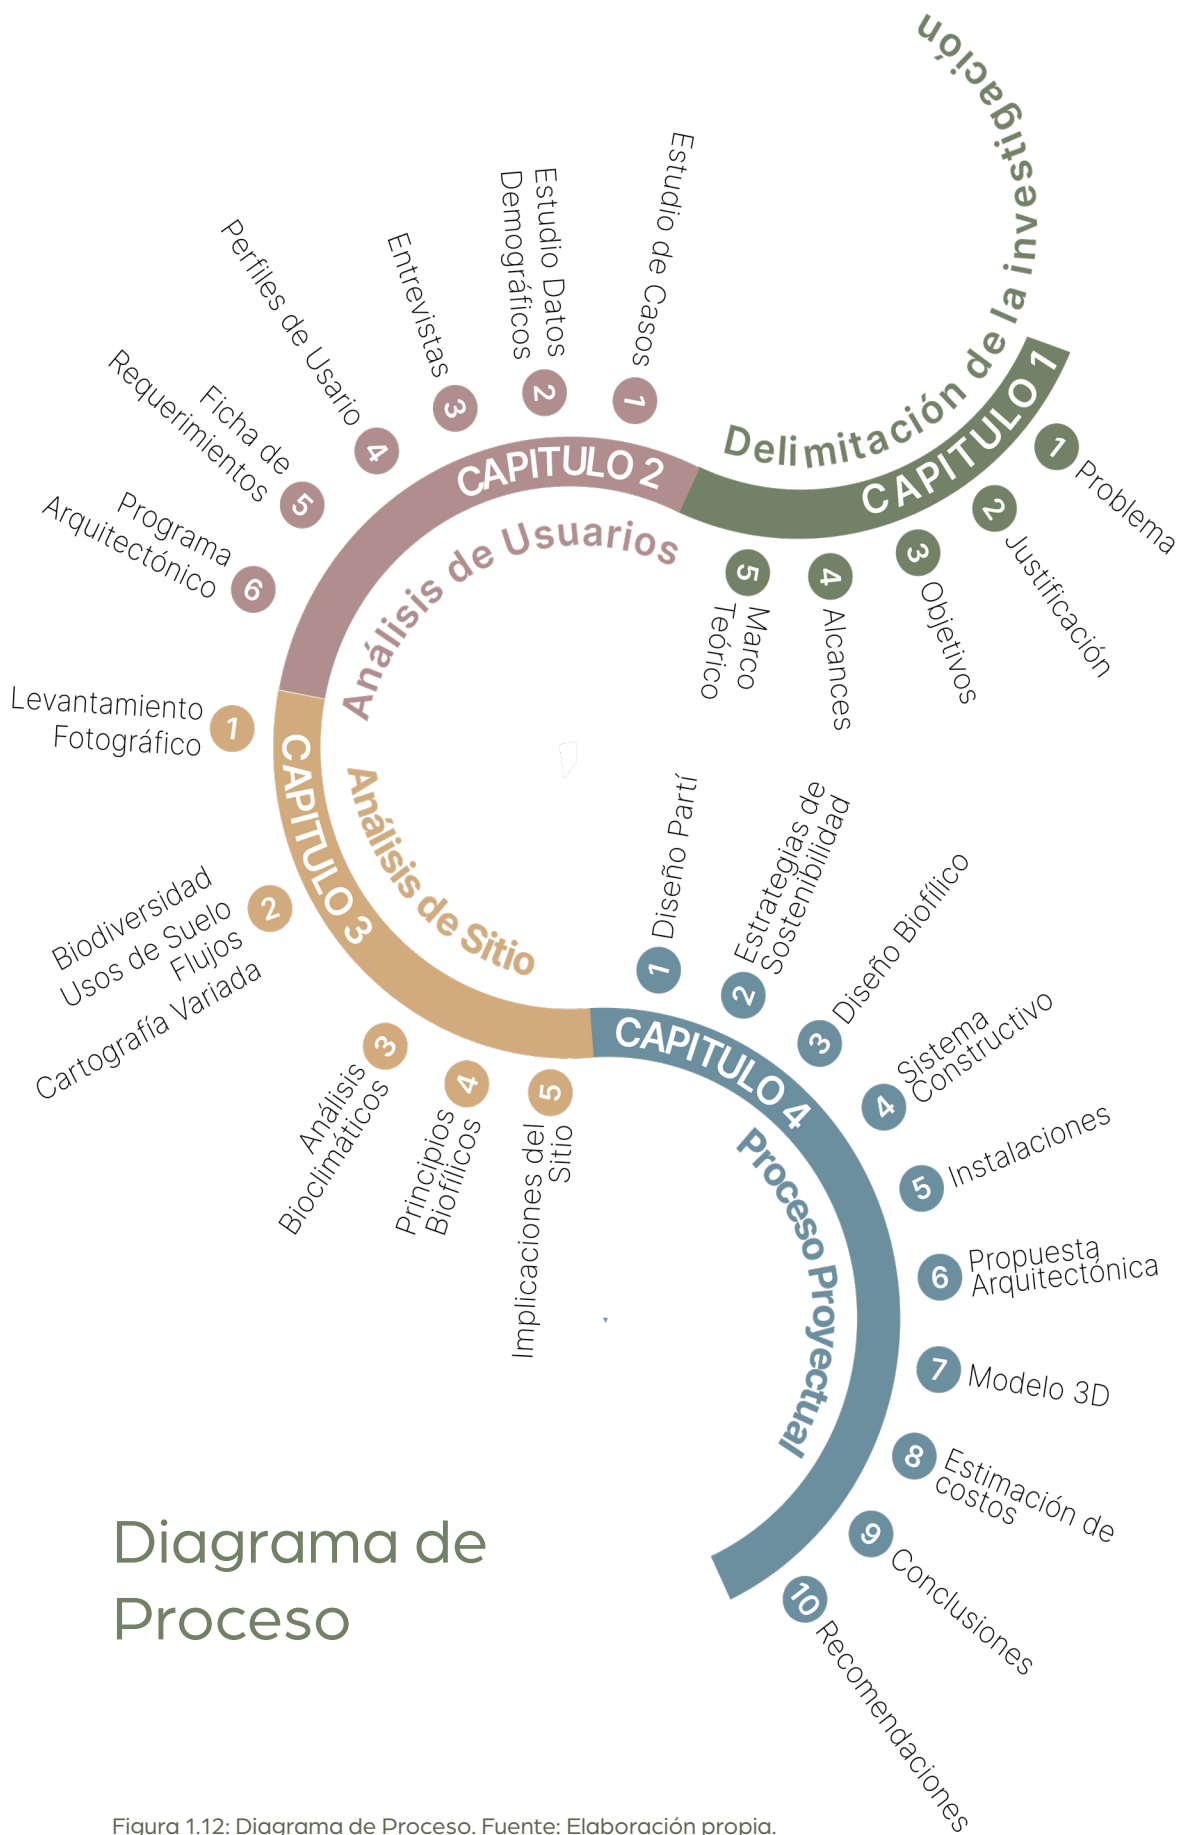 Delimitación de la investigación
CAPITULO 1
1
Problema
2
Justificación
3
Objetivos
4
Alcances
5
Marco
Teórico
CAPITULO 2
Análisis de Usuarios
1
Estudio de Casos
2
Estudio Datos
Demográficos
3
Entrevistas
4
Perfiles de Usario
5
Ficha de
Requerimientos
6
Programa
Arquitectónico
CAPITULO 3
Análisis de Sitio
1
Levantamiento
Fotográfico
2
Biodiversidad
Usos de Suelo
Flujos
Cartografía Variada
3
Análisis
Bioclimáticos
4
Principios
Biofílicos
5
Implicaciones del
Sitio
CAPITULO 4
Proceso Proyectual
1
Diseño Partí
2
Estrategias de
Sostenibilidad
3
Diseño Biofílico
4
Sistema
Constructivo
5
Instalaciones
6
Propuesta
Arquitectónica
7
Modelo 3D
8
Estimación de
costos
9
Conclusiones
10
Recomendaciones
Diagrama de
Proceso
Figura 1.12: Diagrama de Proceso. Fuente: Elaboración propia.